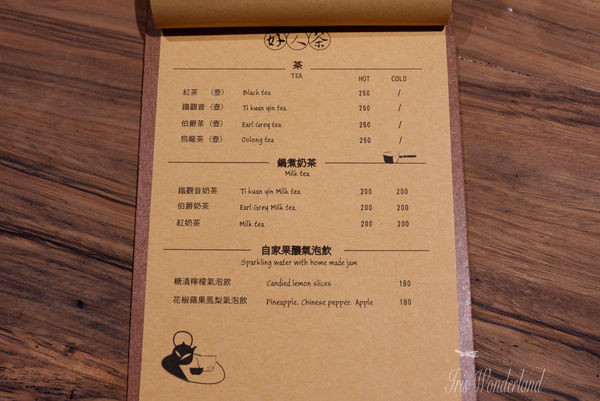 好人茶
茶
TEA HOT COLD
紅茶 (壺) Black tea 250 /
鐵觀音 (壺) Ti kuan yin tea 250 /
伯爵茶 (壺) Earl Grey tea 250 /
烏龍茶 (壺) Oolong tea 250 /
鍋煮奶茶
Milk tea
鐵觀音奶茶 Ti kuan yin Milk tea 200 200
伯爵奶茶 Earl Grey Milk tea 200 200
紅奶茶 Milk tea 200 200
自家果釀氣泡飲
Sparkling water with home made jam
糖漬檸檬氣泡飲 Candied lemon slices 180
花椒蘋果鳳梨氣泡飲 Pineapple, Chinese pepper, Apple 180
Iris Wonderland